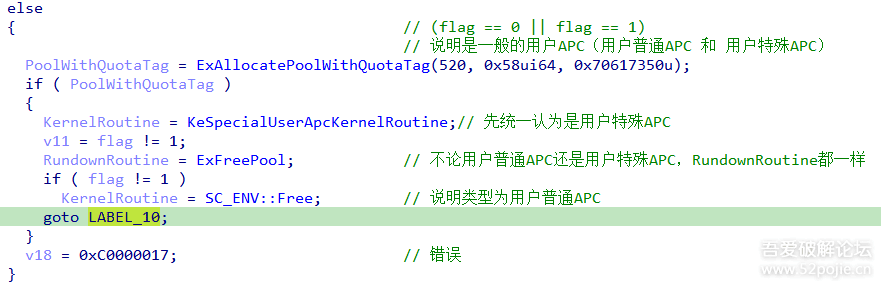 else
{ // (flag == 0 || flag == 1)
// 说明是一般的用户APC（用户普通APC 和 用户特殊APC）
PoolWithQuotaTag = ExAllocatePoolWithQuotaTag(520, 0x58ui64, 0x70617350u);
if ( PoolWithQuotaTag )
{
KernelRoutine = KeSpecialUserApcKernelRoutine;// 先统一认为是用户特殊APC
v11 = flag != 1;
RundownRoutine = ExFreePool; // 不论用户普通APC还是用户特殊APC，RundownRoutine都一样
if ( flag != 1 )
KernelRoutine = SC_ENV::Free; // 说明类型为用户普通APC
goto LABEL_10;
}
v18 = 0xC0000017; // 错误
}
吾爱破解论坛
www.52pojie.cn